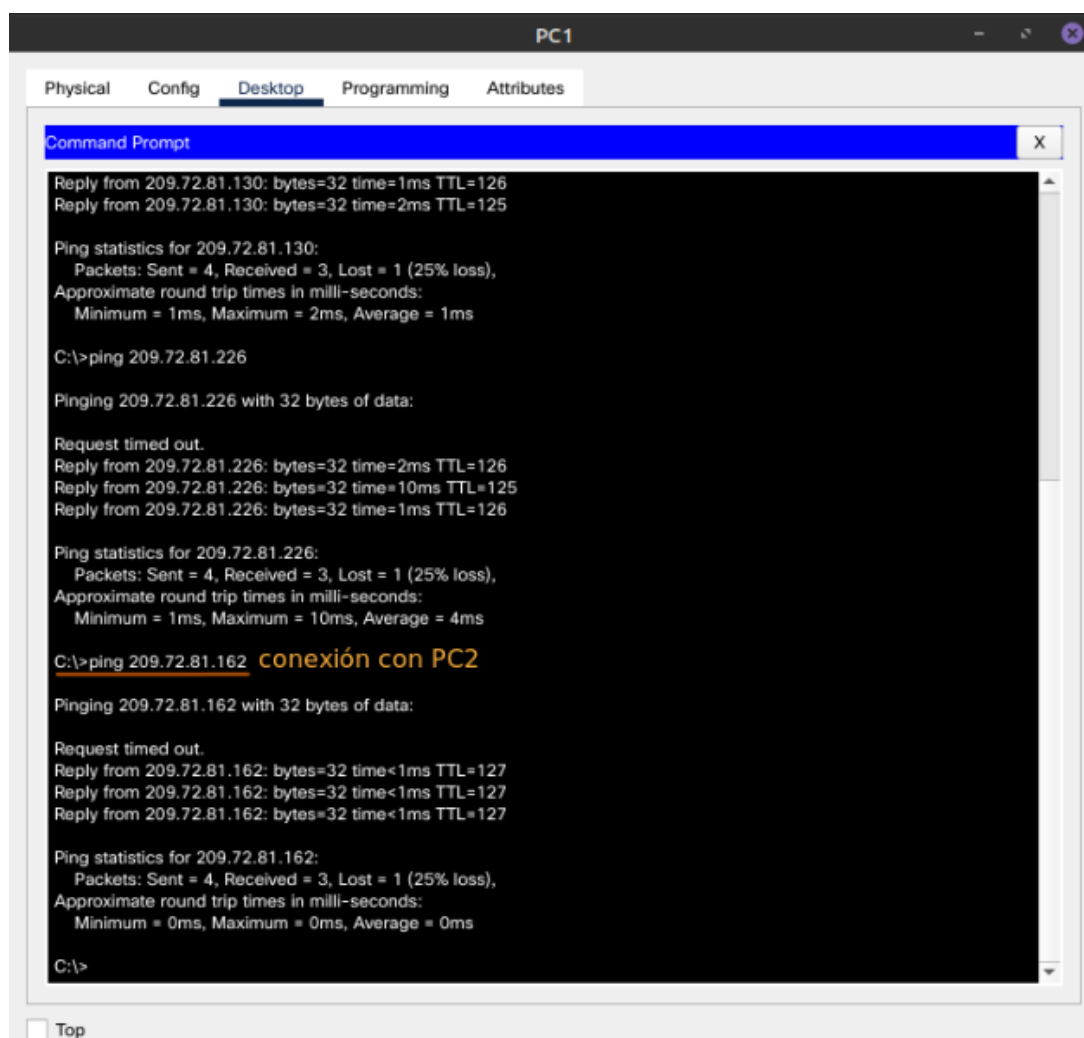 PC1
Physical Config Desktop Programming Attributes
Command Prompt X
Reply from 209.72.81.130: bytes=32 time=1ms TTL=126
Reply from 209.72.81.130: bytes=32 time=2ms TTL=125
Ping statistics for 209.72.81.130:
Packets: Sent = 4, Received = 3, Lost = 1 (25% loss),
Approximate round trip times in milli-seconds:
Minimum = 1ms, Maximum = 2ms, Average = 1ms
C:\>ping 209.72.81.226
Pinging 209.72.81.226 with 32 bytes of data:
Request timed out.
Reply from 209.72.81.226: bytes=32 time=2ms TTL=126
Reply from 209.72.81.226: bytes=32 time=10ms TTL=125
Reply from 209.72.81.226: bytes=32 time=1ms TTL=126
Ping statistics for 209.72.81.226:
Packets: Sent = 4, Received = 3, Lost = 1 (25% loss),
Approximate round trip times in milli-seconds:
Minimum = 1ms, Maximum = 10ms, Average = 4ms
C:\>ping 209.72.81.162 conexión con PC2
Pinging 209.72.81.162 with 32 bytes of data:
Request timed out.
Reply from 209.72.81.162: bytes=32 time<1ms TTL=127
Reply from 209.72.81.162: bytes=32 time<1ms TTL=127
Reply from 209.72.81.162: bytes=32 time<1ms TTL=127
Ping statistics for 209.72.81.162:
Packets: Sent = 4, Received = 3, Lost = 1 (25% loss),
Approximate round trip times in milli-seconds:
Minimum = 0ms, Maximum = 0ms, Average = 0ms
C:\>
Top